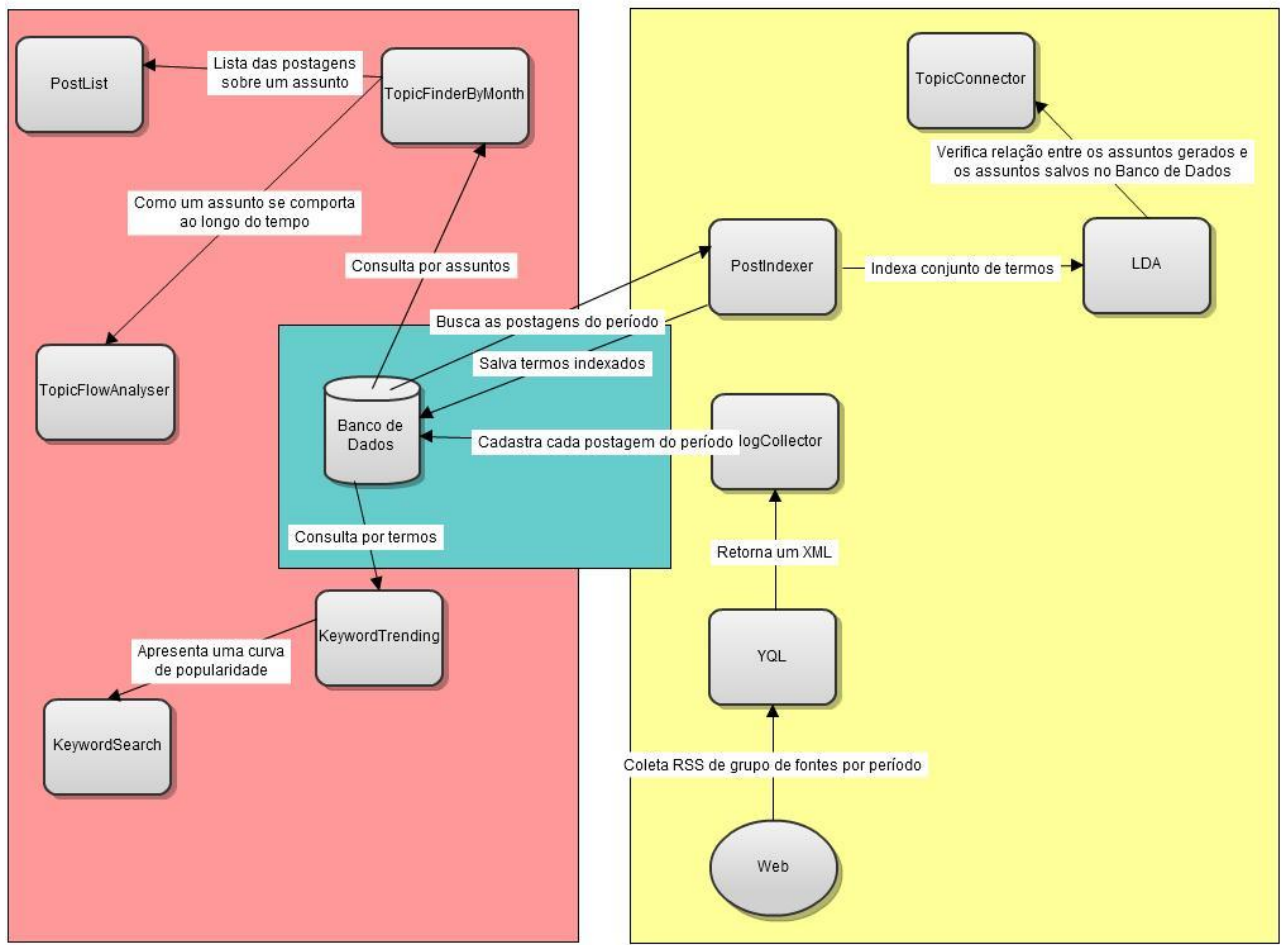 PostList
Lista das postagens
sobre um assunto
TopicFinderByMonth
Como um assunto se comporta
ao longo do tempo
Consulta por assuntos
TopicFlowAnalyser
Banco de
Dados
Consulta por termos
KeywordTrending
Apresenta uma curva
de popularidade
KeywordSearch
TopicConnector
Verifica relação entre os assuntos gerados e
os assuntos salvos no Banco de Dados
PostIndexer
Indexa conjunto de termos
LDA
Busca as postagens do período
Salva termos indexados
Cadastra cada postagem do período
logCollector
Retorna um XML
YQL
Coleta RSS de grupo de fontes por período
Web